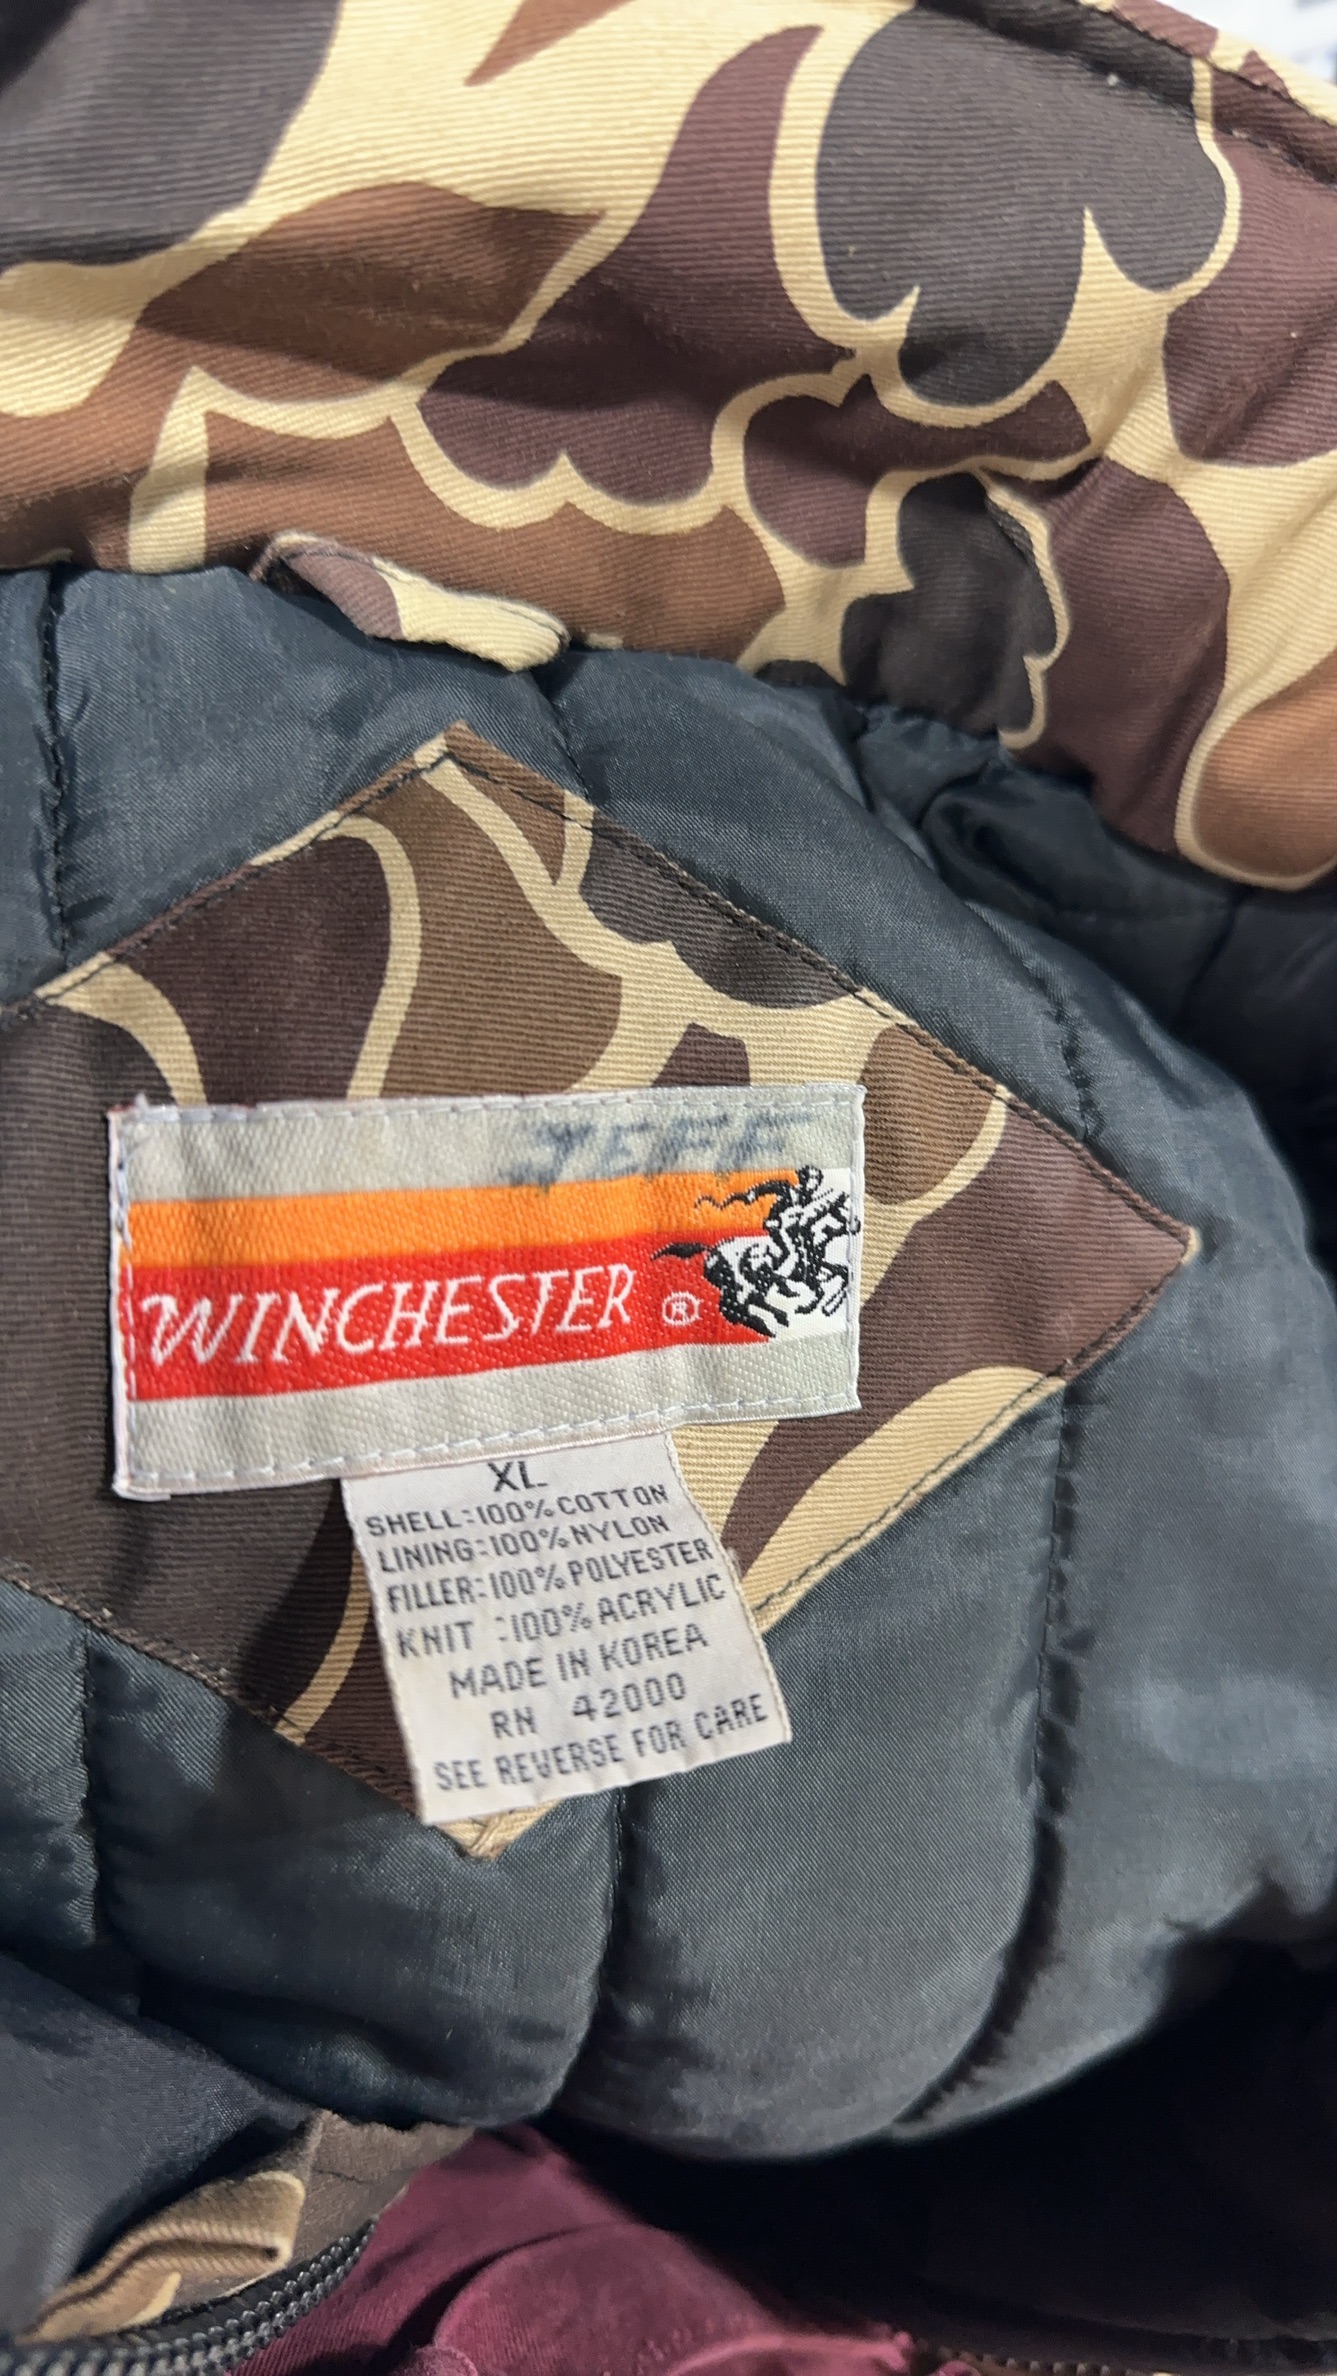 JEFF
WINCHESTER ®
XL
SHELL:100%COTTON
LINING:100%NYLON
FILLER:100%POLYESTER
KNIT :100%ACRYLIC
MADE IN KOREA
RN 42000
SEE REVERSE FOR CARE